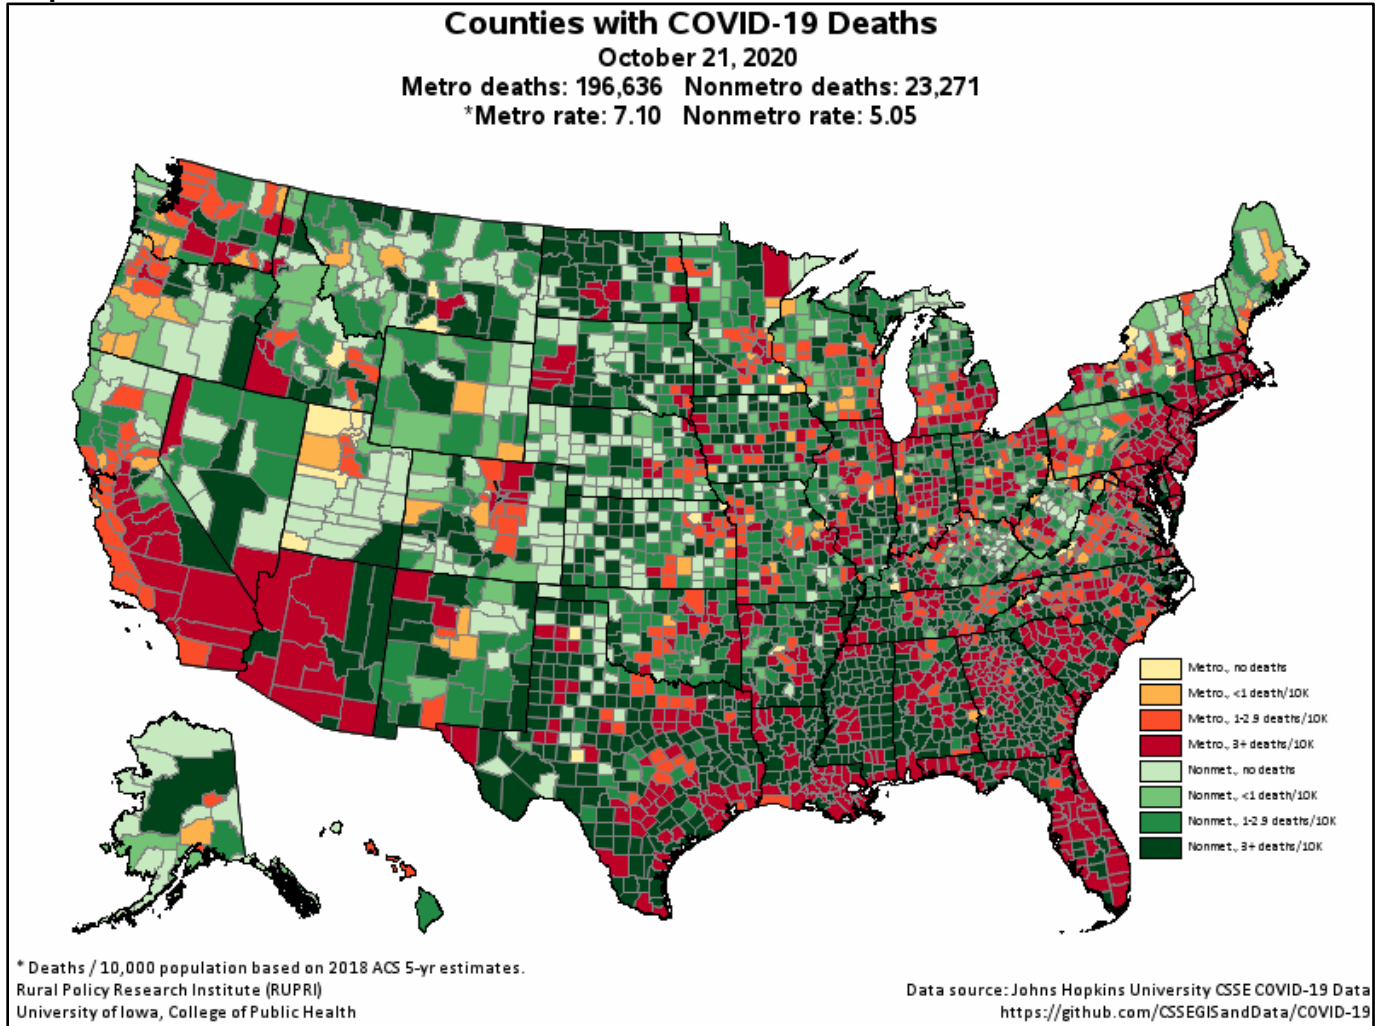 Counties with COVID-19 Deaths
October 21, 2020
Metro deaths: 196,636 Nonmetro deaths: 23,271
*Metro rate: 7.10 Nonmetro rate: 5.05
Metro., no deaths
Metro., <1 death/10K
Metro., 1-2.9 deaths/10K
Metro., 3+ deaths/10K
Nonmet., no deaths
Nonmet., <1 death/10K
Nonmet., 1-2.9 deaths/10K
Nonmet., 3+ deaths/10K
* Deaths / 10,000 population based on 2018 ACS 5-yr estimates.
Rural Policy Research Institute (RUPRI)
University of Iowa, College of Public Health
Data source: Johns Hopkins University CSSE COVID-19 Data
https://github.com/CSSEGISandData/COVID-19